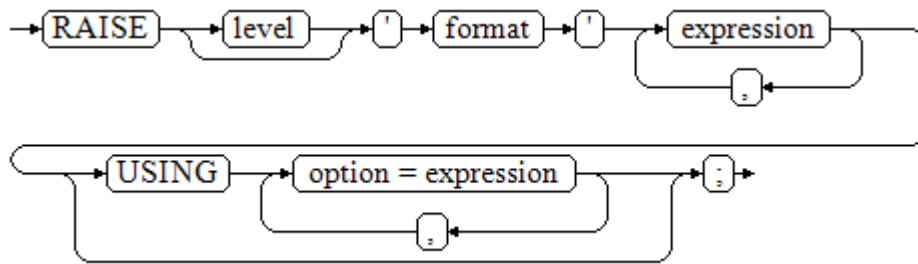 RAISE level ' format ' expression
,
USING option = expression ;
,